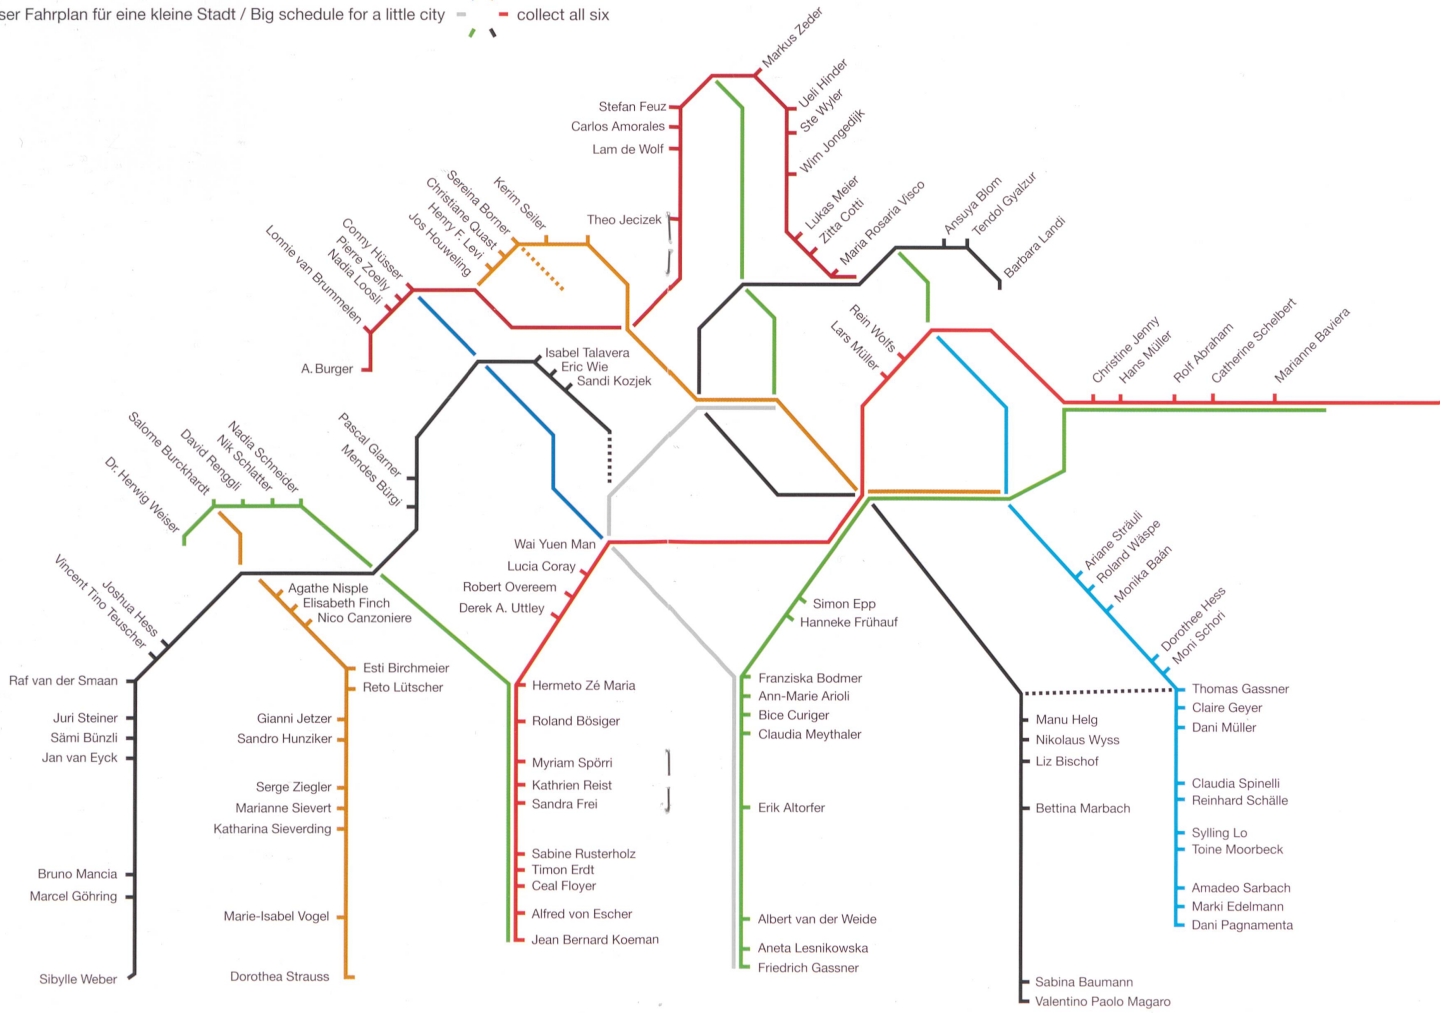 ser Fahrplan für eine kleine Stadt / Big schedule for a little city
collect all six
Markus Zeder
Ueli Hinder
Ste Wyler
Wim Jongedijk
Lukas Meier
Zitta Cotti
Maria Rosaria Visco
Stefan Feuz
Carlos Amorales
Lam de Wolf
Theo Jecizek
Ansuya Blom
Tendol Gyalzur
Barbara Landi
Kerim Seiler
Sereina Borner
Christiane Quast
Henry F. Levi
Jos Houweling
Conny Hüsser
Pierre Zoelly
Nadia Loosli
Lonnie van Brummelen
A. Burger
Isabel Talavera
Eric Wie
Sandi Kozjek
Rein Wolfs
Lars Müller
Christine Jenny
Hans Müller
Rolf Abraham
Catherine Schelbert
Marianne Baviera
Pascal Glarner
Mendes Bürgi
Nadia Schneider
Nik Schlatter
David Renggli
Salome Burckhardt
Dr. Herwig Weiser
Wai Yuen Man
Lucia Coray
Robert Overeem
Derek A. Uttley
Joshua Hess
Vincent Tino Teuscher
Agathe Nisple
Elisabeth Finch
Nico Canzoniere
Simon Epp
Hanneke Frühauf
Ariane Sträuli
Roland Wäspe
Monika Baán
Dorothee Hess
Moni Schori
Raf van der Smaan
Juri Steiner
Sämi Bünzli
Jan van Eyck
Bruno Mancia
Marcel Göhring
Sibylle Weber
Esti Birchmeier
Reto Lütscher
Gianni Jetzer
Sandro Hunziker
Serge Ziegler
Marianne Sievert
Katharina Sieverding
Marie-Isabel Vogel
Dorothea Strauss
Hermeto Zé Maria
Roland Bösiger
Myriam Spörri
Kathrien Reist
Sandra Frei
Sabine Rusterholz
Timon Erdt
Ceal Floyer
Alfred von Escher
Jean Bernard Koeman
Franziska Bodmer
Ann-Marie Arioli
Bice Curiger
Claudia Meythaler
Erik Altorfer
Albert van der Weide
Aneta Lesnikowska
Friedrich Gassner
Manu Helg
Nikolaus Wyss
Liz Bischof
Bettina Marbach
Sabina Baumann
Valentino Paolo Magaro
Thomas Gassner
Claire Geyer
Dani Müller
Claudia Spinelli
Reinhard Schälle
Sylling Lo
Toine Moorbeck
Amadeo Sarbach
Marki Edelmann
Dani Pagnamenta